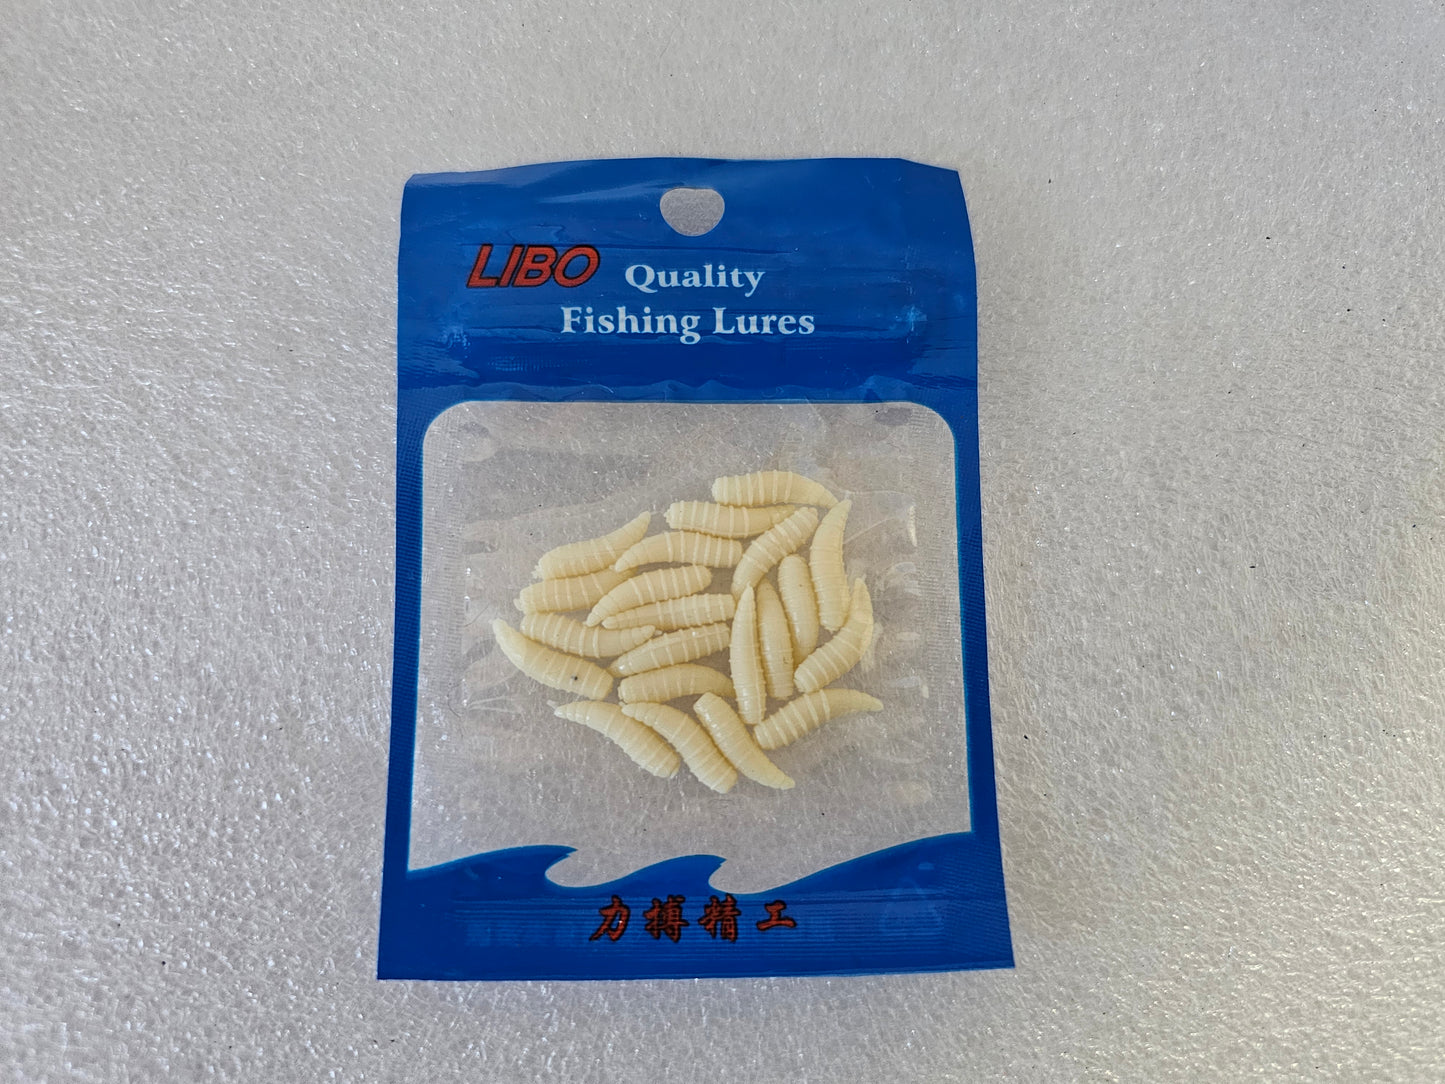 LIBO Quality
Fishing Lures
力搏精工